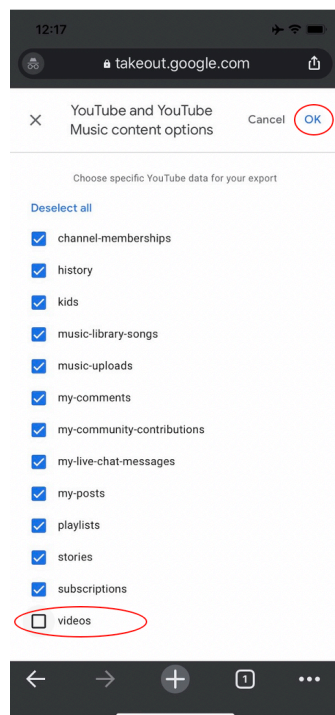 12:17
takeout.google.com
YouTube and YouTube
Music content options
Cancel
OK
Choose specific YouTube data for your export
Deselect all
channel-memberships
history
kids
music-library-songs
music-uploads
my-comments
my-community-contributions
my-live-chat-messages
my-posts
playlists
stories
subscriptions
videos
1